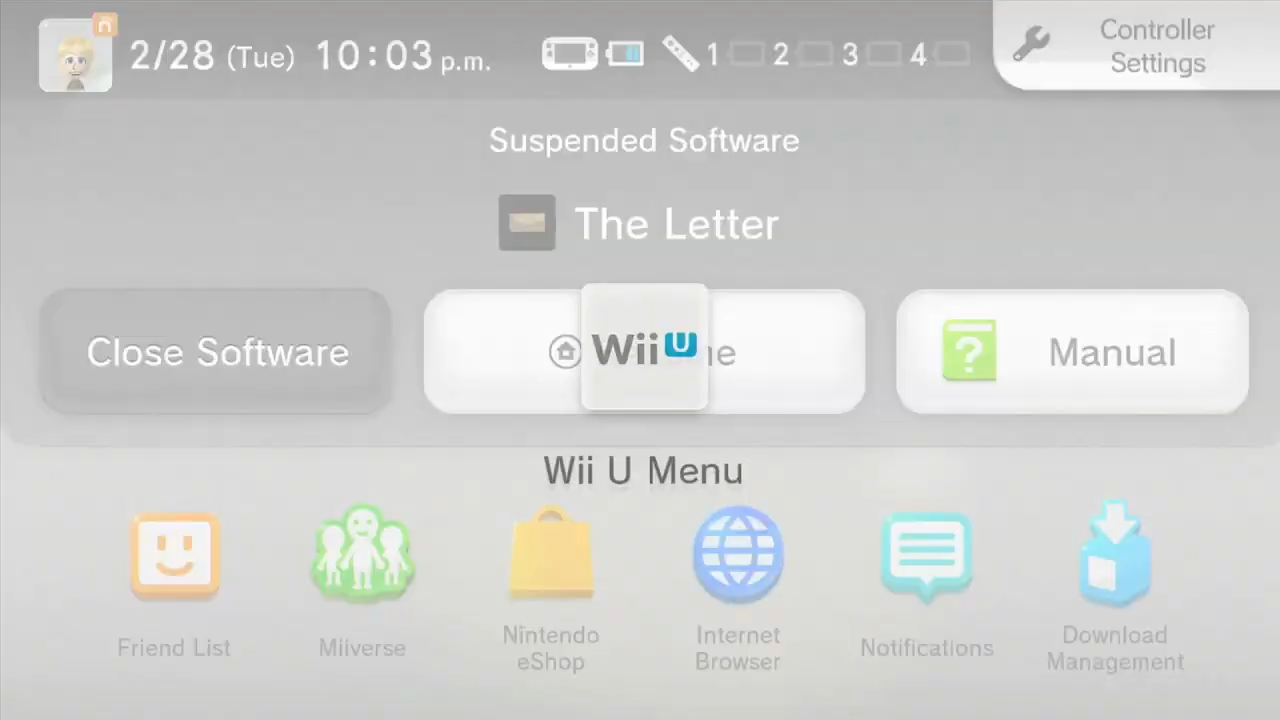 2/28 (Tue) 10:03 p.m.
1 2 3 4
Controller
Settings
Suspended Software
The Letter
Close Software
Wii U
Manual
Wii U Menu
Friend List
Miiverse
Nintendo
eShop
Internet
Browser
Notifications
Download
Management